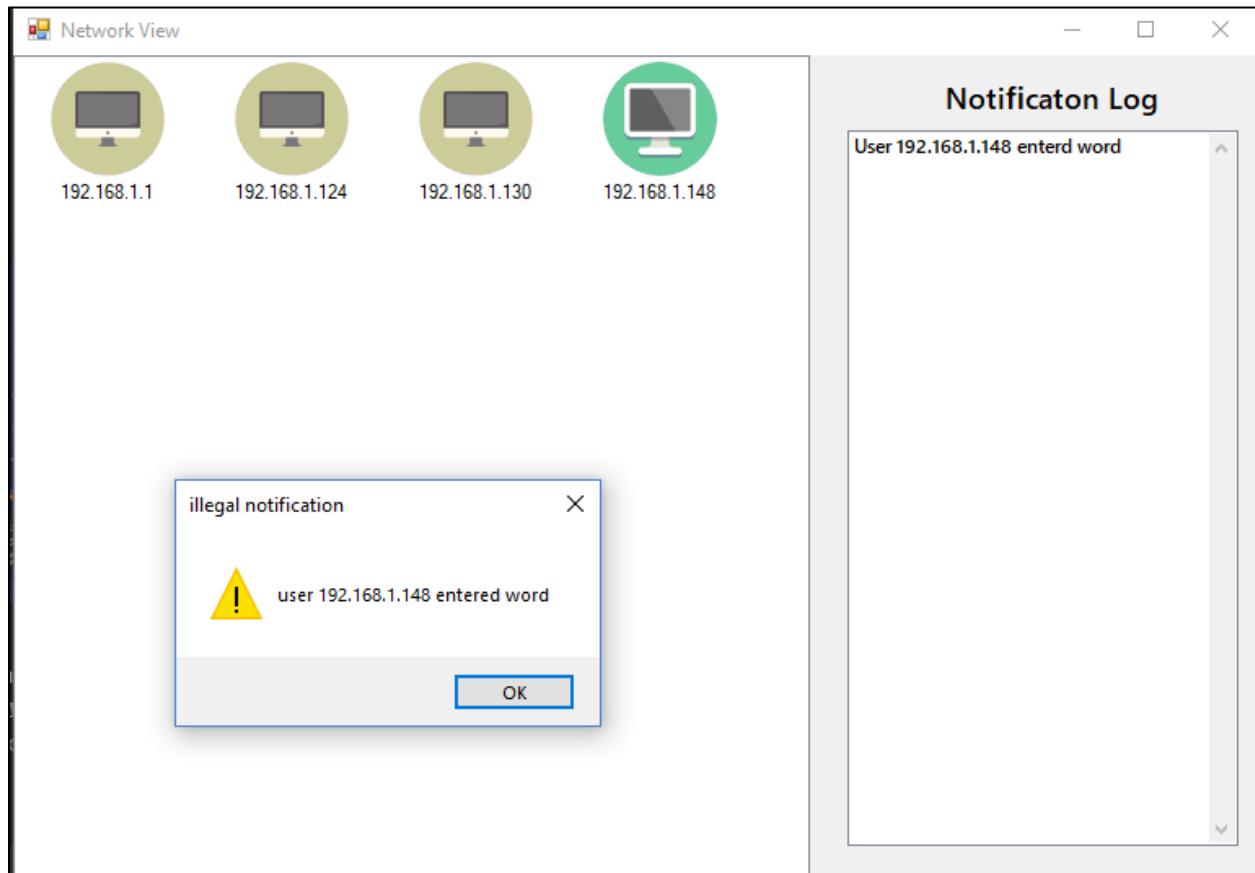 Network View
192.168.1.1
192.168.1.124
192.168.1.130
192.168.1.148
Notificaton Log
User 192.168.1.148 enterd word
illegal notification
user 192.168.1.148 entered word
OK